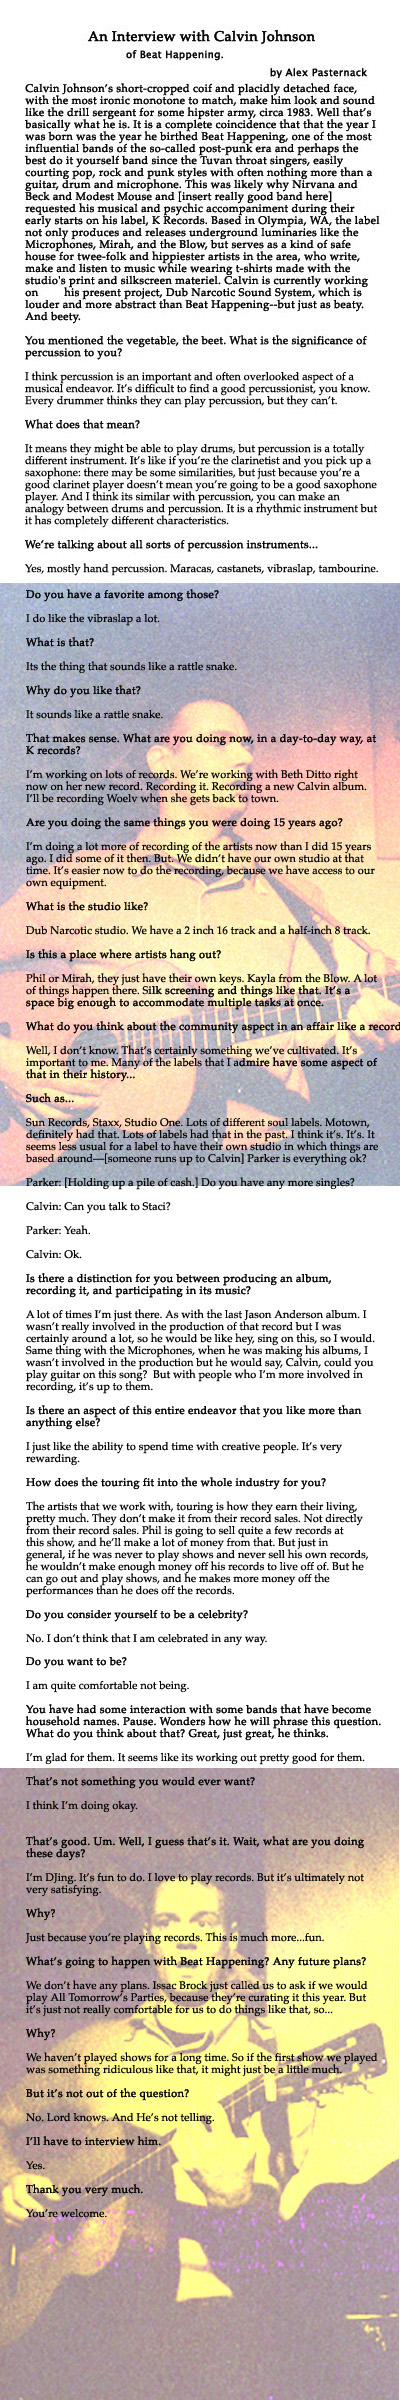 An Interview with Calvin Johnson
of Beat Happening.
by Alex Pasternack
Calvin Johnson's short-cropped coif and placidly detached face,
with the most ironic monotone to match, make him look and sound
like the drill sergeant for some hipster army, circa 1983. Well that's
basically what he is. It is a complete coincidence that that the year I
was born was the year he birthed Beat Happening, one of the most
influential bands of the so-called post-punk era and perhaps the
best do it yourself band since the Tuvan throat singers, easily
courting pop, rock and punk styles with often nothing more than a
guitar, drum and microphone. This was likely why Nirvana and
Beck and Modest Mouse and [insert really good band here]
requested his musical and psychic accompaniment during their
early starts on his label, K Records. Based in Olympia, WA, the label
not only produces and releases underground luminaries like the
Microphones, Mirah, and the Blow, but serves as a kind of safe
house for twee-folk and hippiester artists in the area, who write,
make and listen to music while wearing t-shirts made with the
studio's print and silkscreen materiel. Calvin is currently working
on his present project, Dub Narcotic Sound System, which is
louder and more abstract than Beat Happening--but just as beaty.
And beety.
You mentioned the vegetable, the beet. What is the significance of
percussion to you?
I think percussion is an important and often overlooked aspect of a
musical endeavor. It's difficult to find a good percussionist, you know.
Every drummer thinks they can play percussion, but they can't.
What does that mean?
It means they might be able to play drums, but percussion is a totally
different instrument. It's like if you're the clarinetist and you pick up a
saxophone: there may be some similarities, but just because you're a
good clarinet player doesn't mean you're going to be a good saxophone
player. And I think its similar with percussion, you can make an
analogy between drums and percussion. It is a rhythmic instrument but
it has completely different characteristics.
We're talking about all sorts of percussion instruments...
Yes, mostly hand percussion. Maracas, castanets, vibraslap, tambourine.
Do you have a favorite among those?
I do like the vibraslap a lot.
What is that?
Its the thing that sounds like a rattle snake.
Why do you like that?
It sounds like a rattle snake.
That makes sense. What are you doing now, in a day-to-day way, at
K records?
I'm working on lots of records. We're working with Beth Ditto right
now on her new record. Recording it. Recording a new Calvin album.
I'll be recording Woelv when she gets back to town.
Are you doing the same things you were doing 15 years ago?
I'm doing a lot more of recording of the artists now than I did 15 years
ago. I did some of it then. But. We didn't have our own studio at that
time. It's easier now to do the recording, because we have access to our
own equipment.
What is the studio like?
Dub Narcotic studio. We have a 2 inch 16 track and a half-inch 8 track.
Is this a place where artists hang out?
Phil or Mirah, they just have their own keys. Kayla from the Blow. A lot
of things happen there. Silk screening and things like that. It's a
space big enough to accommodate multiple tasks at once.
What do you think about the community aspect in an affair like a record
Well, I don't know. That's certainly something we've cultivated. It's
important to me. Many of the labels that I admire have some aspect of
that in their history...
Such as...
Sun Records, Staxx, Studio One. Lots of different soul labels. Motown,
definitely had that. Lots of labels had that in the past. I think it's. It's. It
seems less usual for a label to have their own studio in which things are
based around—[someone runs up to Calvin] Parker is everything ok?
Parker: [Holding up a pile of cash.] Do you have any more singles?
Calvin: Can you talk to Staci?
Parker: Yeah.
Calvin: Ok.
Is there a distinction for you between producing an album,
recording it, and participating in its music?
A lot of times I'm just there. As with the last Jason Anderson album. I
wasn't really involved in the production of that record but I was
certainly around a lot, so he would be like hey, sing on this, so I would.
Same thing with the Microphones, when he was making his albums, I
wasn't involved in the production but he would say, Calvin, could you
play guitar on this song? But with people who I'm more involved in
recording, it's up to them.
Is there an aspect of this entire endeavor that you like more than
anything else?
I just like the ability to spend time with creative people. It's very
rewarding.
How does the touring fit into the whole industry for you?
The artists that we work with, touring is how they earn their living,
pretty much. They don't make it from their record sales. Not directly
from their record sales. Phil is going to sell quite a few records at
this show, and he'll make a lot of money from that. But just in
general, if he was never to play shows and never sell his own records,
he wouldn't make enough money off his records to live off of. But he
can go out and play shows, and he makes more money off the
performances than he does off the records.
Do you consider yourself to be a celebrity?
No. I don't think that I am celebrated in any way.
Do you want to be?
I am quite comfortable not being.
You have had some interaction with some bands that have become
household names. Pause. Wonders how he will phrase this question.
What do you think about that? Great, just great, he thinks.
I'm glad for them. It seems like its working out pretty good for them.
That's not something you would ever want?
I think I'm doing okay.
That's good. Um. Well, I guess that's it. Wait, what are you doing
these days?
I'm DJing. It's fun to do. I love to play records. But it's ultimately not
very satisfying.
Why?
Just because you're playing records. This is much more...fun.
What's going to happen with Beat Happening? Any future plans?
We don't have any plans. Issac Brock just called us to ask if we would
play All Tomorrow's Parties, because they're curating it this year. But
it's just not really comfortable for us to do things like that, so...
Why?
We haven't played shows for a long time. So if the first show we played
was something ridiculous like that, it might just be a little much.
But it's not out of the question?
No. Lord knows. And He's not telling.
I'll have to interview him.
Yes.
Thank you very much.
You're welcome.